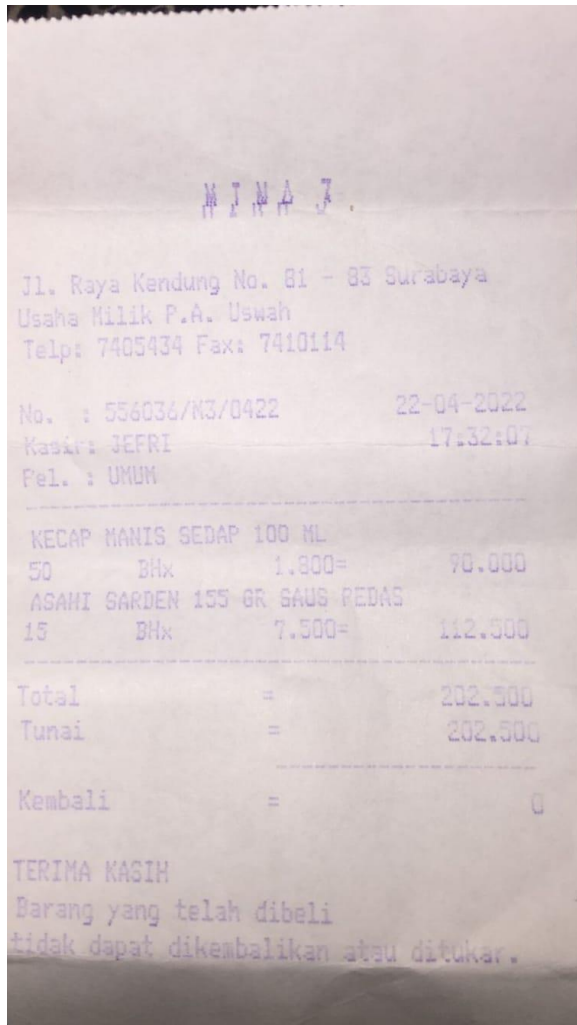 MINA J.
Jl. Raya Kendung No. 81 - 83 Surabaya
Usaha Milik P.A. Uswah
Telp: 7405434 Fax: 7410114
No. : 556036/N3/0422 22-04-2022
Kasir: JEFRI 17:32:07
Pel. : UMUM
KECAP MANIS SEDAP 100 ML
50 BHx 1.800= 90.000
ASAHI SARDEN 155 GR SAUS PEDAS
15 BHx 7.500= 112.500
Total = 202.500
Tunai = 202.500
Kembali = 0
TERIMA KASIH
Barang yang telah dibeli
tidak dapat dikembalikan atau ditukar.